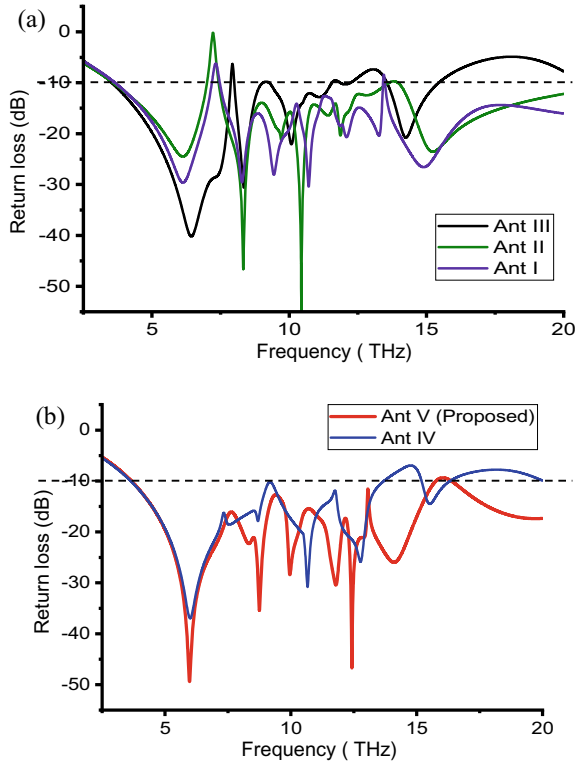 (a)
0
-10
-20
-30
-40
-50
Return loss (dB)
Ant III
Ant II
Ant I
5 10 15 20
Frequency ( THz)
(b)
0
-10
-20
-30
-40
-50
Return loss (dB)
Ant V (Proposed)
Ant IV
5 10 15 20
Frequency ( THz)